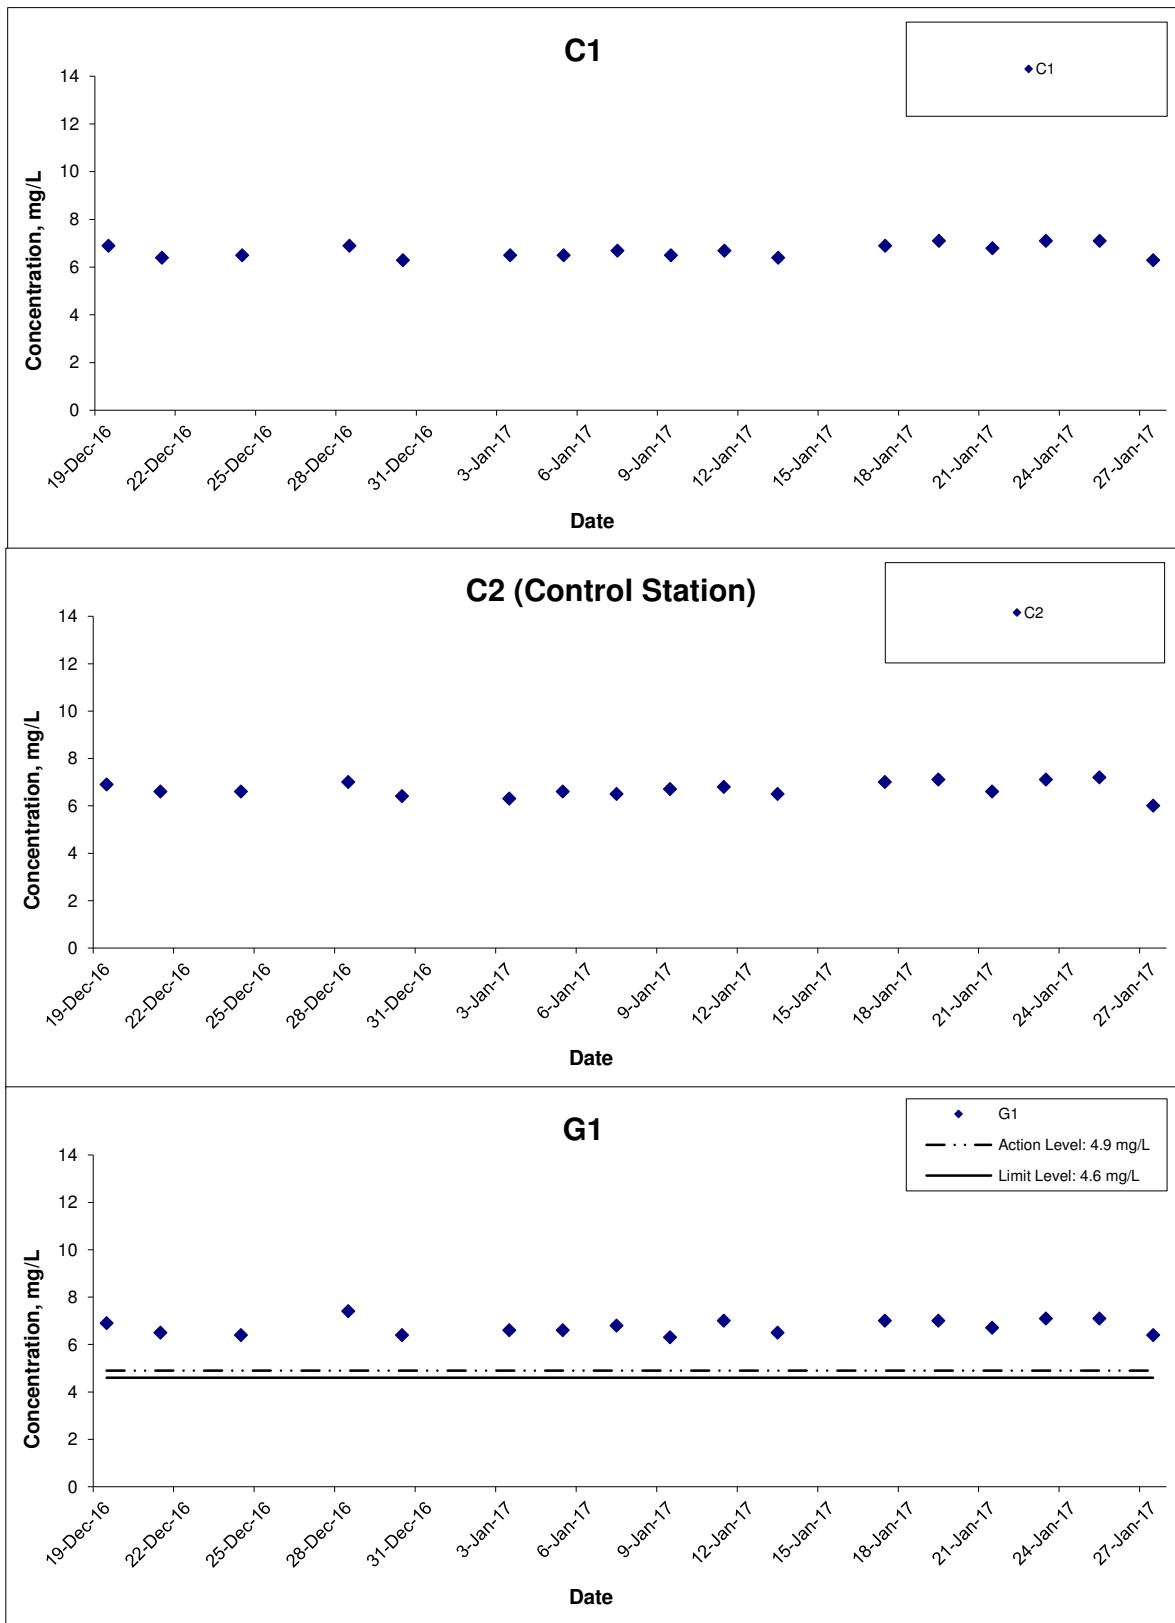 C1
C1
14
12
10
8
6
4
2
0
Concentration, mg/L
19-Dec-16 22-Dec-16 25-Dec-16 28-Dec-16 31-Dec-16 3-Jan-17 6-Jan-17 9-Jan-17 12-Jan-17 15-Jan-17 18-Jan-17 21-Jan-17 24-Jan-17 27-Jan-17
Date
C2 (Control Station)
C2
14
12
10
8
6
4
2
0
Concentration, mg/L
19-Dec-16 22-Dec-16 25-Dec-16 28-Dec-16 31-Dec-16 3-Jan-17 6-Jan-17 9-Jan-17 12-Jan-17 15-Jan-17 18-Jan-17 21-Jan-17 24-Jan-17 27-Jan-17
Date
G1
G1
Action Level: 4.9 mg/L
Limit Level: 4.6 mg/L
14
12
10
8
6
4
2
0
Concentration, mg/L
19-Dec-16 22-Dec-16 25-Dec-16 28-Dec-16 31-Dec-16 3-Jan-17 6-Jan-17 9-Jan-17 12-Jan-17 15-Jan-17 18-Jan-17 21-Jan-17 24-Jan-17 27-Jan-17
Date